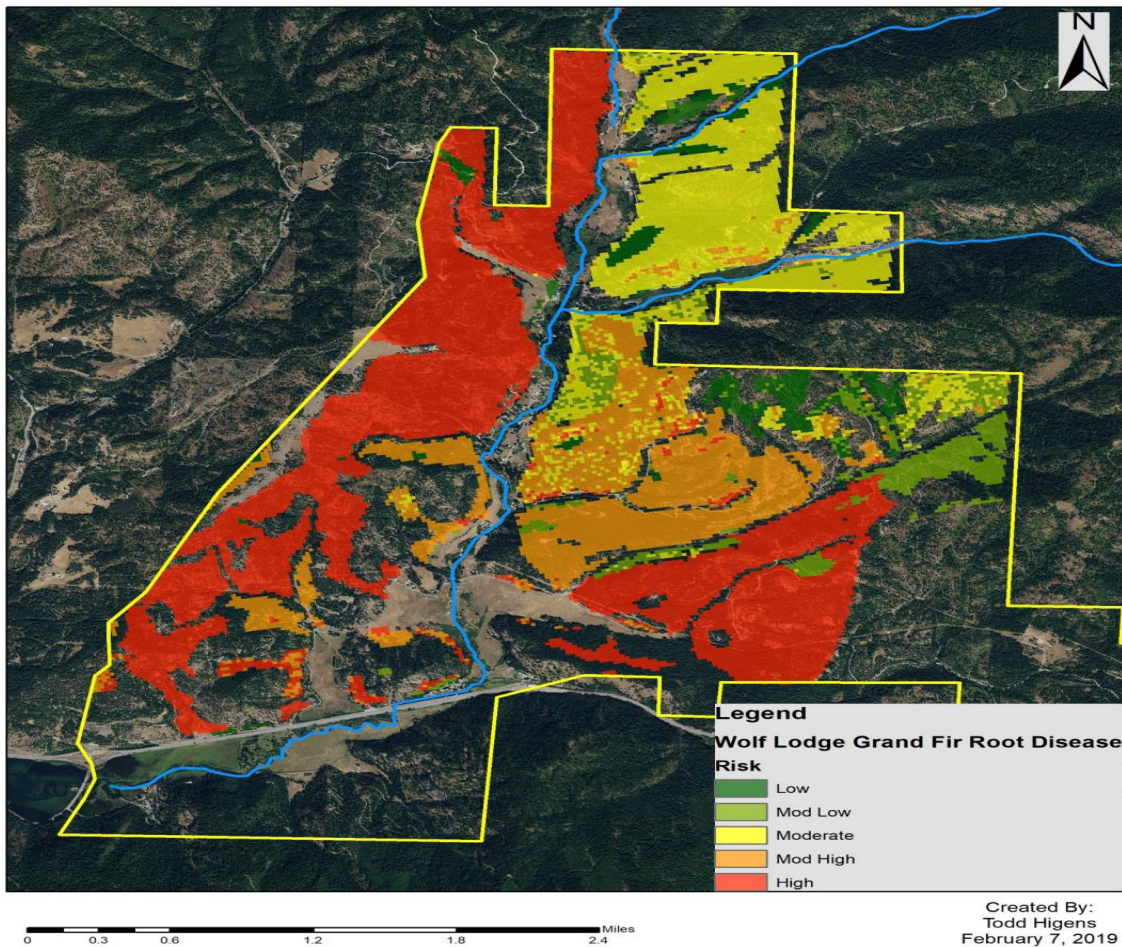 N
Legend
Wolf Lodge Grand Fir Root Disease
Risk
Low
Mod Low
Moderate
Mod High
High
0 0.3 0.6 1.2 1.8 2.4 Miles
Created By:
Todd Higens
February 7, 2019